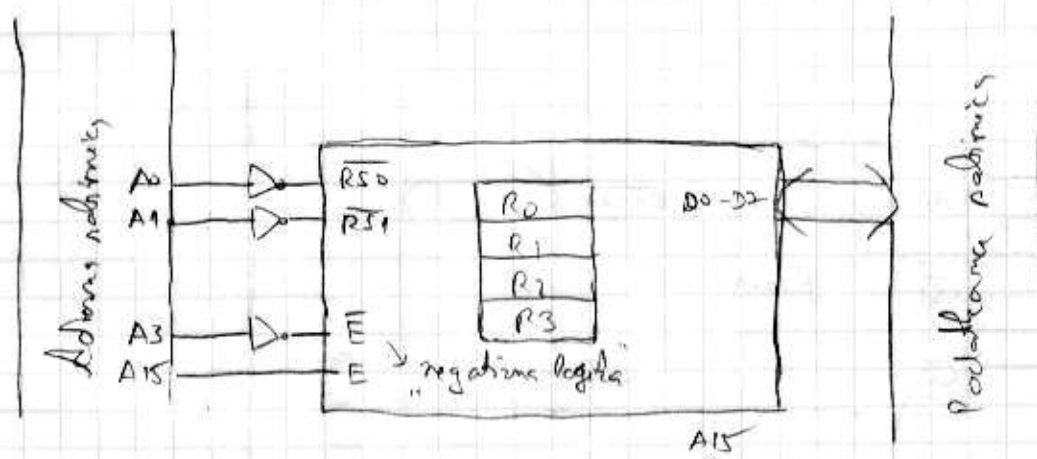 Adresna sabirnica
A0
A1
A3
A15
RS0
RS1
E
E
"negativna logika"
R0
R1
R2
R3
D0-D7
Podatkovna sabirnica
A15